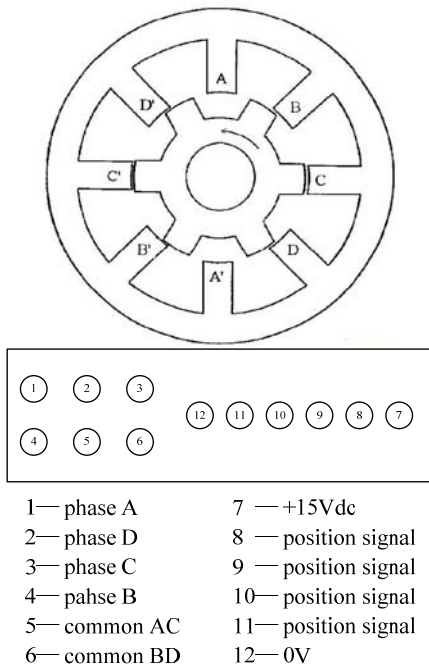 A
D' B
C' C
B' D
A'
1 2 3
12 11 10 9 8 7
4 5 6
1— phase A 7 — +15Vdc
2— phase D 8 — position signal
3— phase C 9 — position signal
4— pahse B 10— position signal
5— common AC 11— position signal
6— common BD 12— 0V